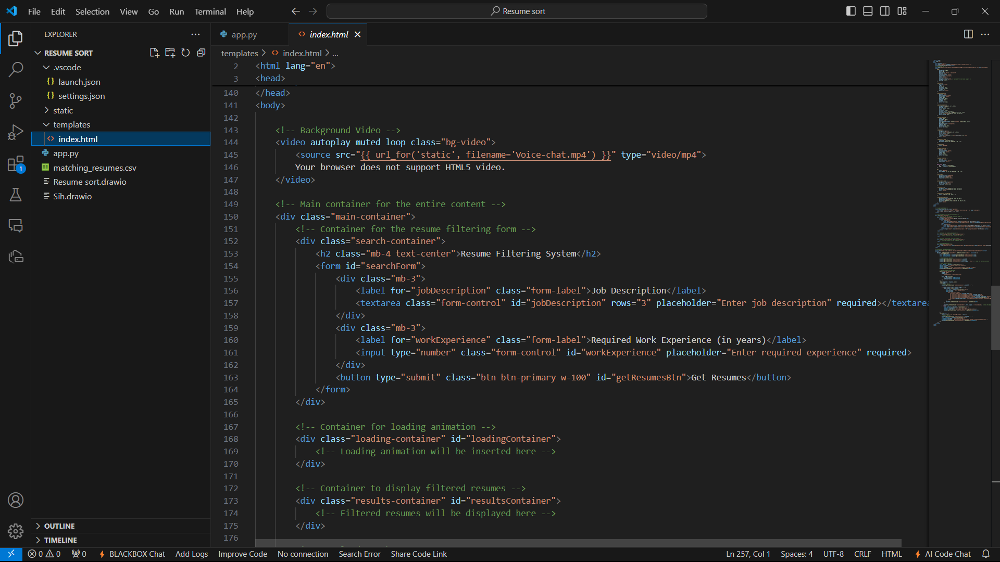 File Edit Selection View Go Run Terminal Help
Resume sort
EXPLORER
RESUME SORT
.vscode
launch.json
settings.json
static
templates
index.html
app.py
matching_resumes.csv
Resume sort.drawio
Sih.drawio
OUTLINE
TIMELINE
1
app.py
index.html
templates > index.html > ...
2 <html lang="en">
3 <head>
140 </head>
141 <body>
142
143 <!-- Background Video -->
144 <video autoplay muted loop class="bg-video">
145 <source src="{{ url_for('static', filename='Voice-chat.mp4') }}" type="video/mp4">
146 Your browser does not support HTML5 video.
147 </video>
148
149 <!-- Main container for the entire content -->
150 <div class="main-container">
151 <!-- Container for the resume filtering form -->
152 <div class="search-container">
153 <h2 class="mb-4 text-center">Resume Filtering System</h2>
154 <form id="searchForm">
155 <div class="mb-3">
156 <label for="jobDescription" class="form-label">Job Description</label>
157 <textarea class="form-control" id="jobDescription" rows="3" placeholder="Enter job description" required></textarea
158 </div>
159 <div class="mb-3">
160 <label for="workExperience" class="form-label">Required Work Experience (in years)</label>
161 <input type="number" class="form-control" id="workExperience" placeholder="Enter required experience" required>
162 </div>
163 <button type="submit" class="btn btn-primary w-100" id="getResumesBtn">Get Resumes</button>
164 </form>
165 </div>
166
167 <!-- Container for loading animation -->
168 <div class="loading-container" id="loadingContainer">
169 <!-- Loading animation will be inserted here -->
170 </div>
171
172 <!-- Container to display filtered resumes -->
173 <div class="results-container" id="resultsContainer">
174 <!-- Filtered resumes will be displayed here -->
175 </div>
176
0 0 0 BLACKBOX Chat Add Logs Improve Code No connection Search Error Share Code Link Ln 257, Col 1 Spaces: 4 UTF-8 CRLF HTML AI Code Chat